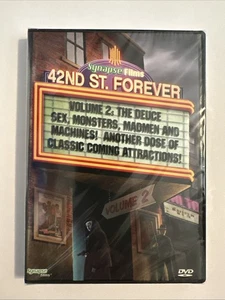 Synapse Films
42ND ST. FOREVER
VOLUME 2: THE DEUCE
SEX, MONSTERS, MADMEN AND
MACHINES! ANOTHER DOSE OF
CLASSIC COMING ATTRACTIONS!
VOLUME 2
SYNAPSE
DVD